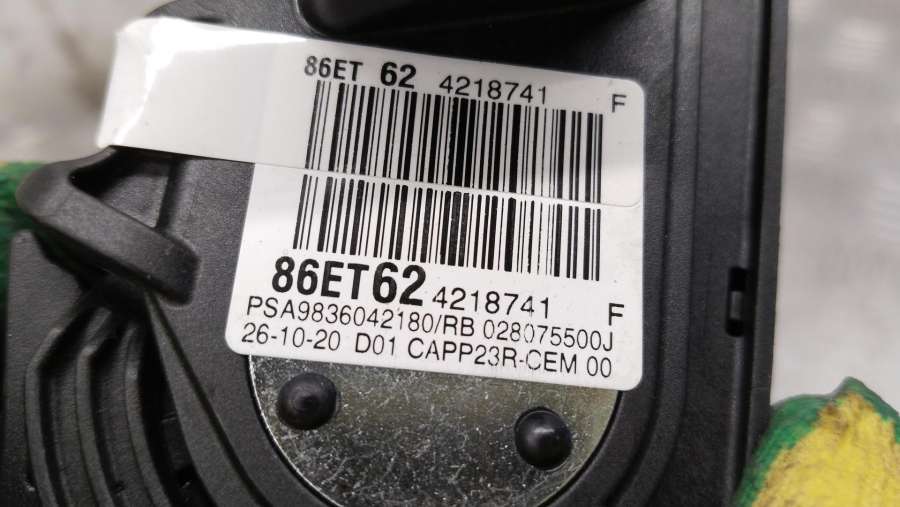 86ET 62 4218741 F
86ET62 4218741 F
PSA9836042180/RB 028075500J
26-10-20 D01 CAPP23R-CEM 00